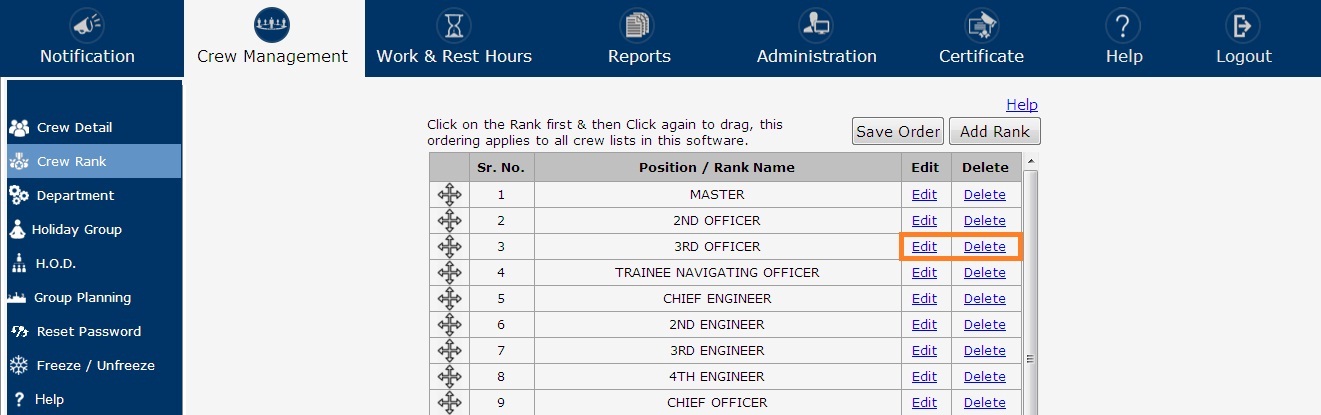 Notification Crew Management Work & Rest Hours Reports Administration Certificate Help Logout
Crew Detail
Crew Rank
Department
Holiday Group
H.O.D.
Group Planning
Reset Password
Freeze / Unfreeze
Help
Help
Click on the Rank first & then Click again to drag, this
ordering applies to all crew lists in this software.
Save Order Add Rank
Sr. No. Position / Rank Name Edit Delete
1 MASTER Edit Delete
2 2ND OFFICER Edit Delete
3 3RD OFFICER Edit Delete
4 TRAINEE NAVIGATING OFFICER Edit Delete
5 CHIEF ENGINEER Edit Delete
6 2ND ENGINEER Edit Delete
7 3RD ENGINEER Edit Delete
8 4TH ENGINEER Edit Delete
9 CHIEF OFFICER Edit Delete